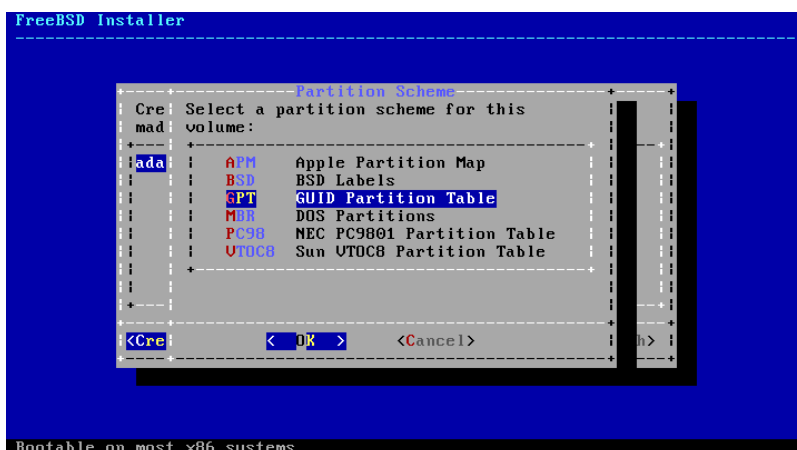 FreeBSD Installer
Partition Scheme
Cre Select a partition scheme for this
mad volume:
ada APM Apple Partition Map
BSD BSD Labels
GPT GUID Partition Table
MBR DOS Partitions
PC98 NEC PC9801 Partition Table
VTOC8 Sun VTOC8 Partition Table
<Cre < OK > <Cancel> h>
Bootable on most x86 systems